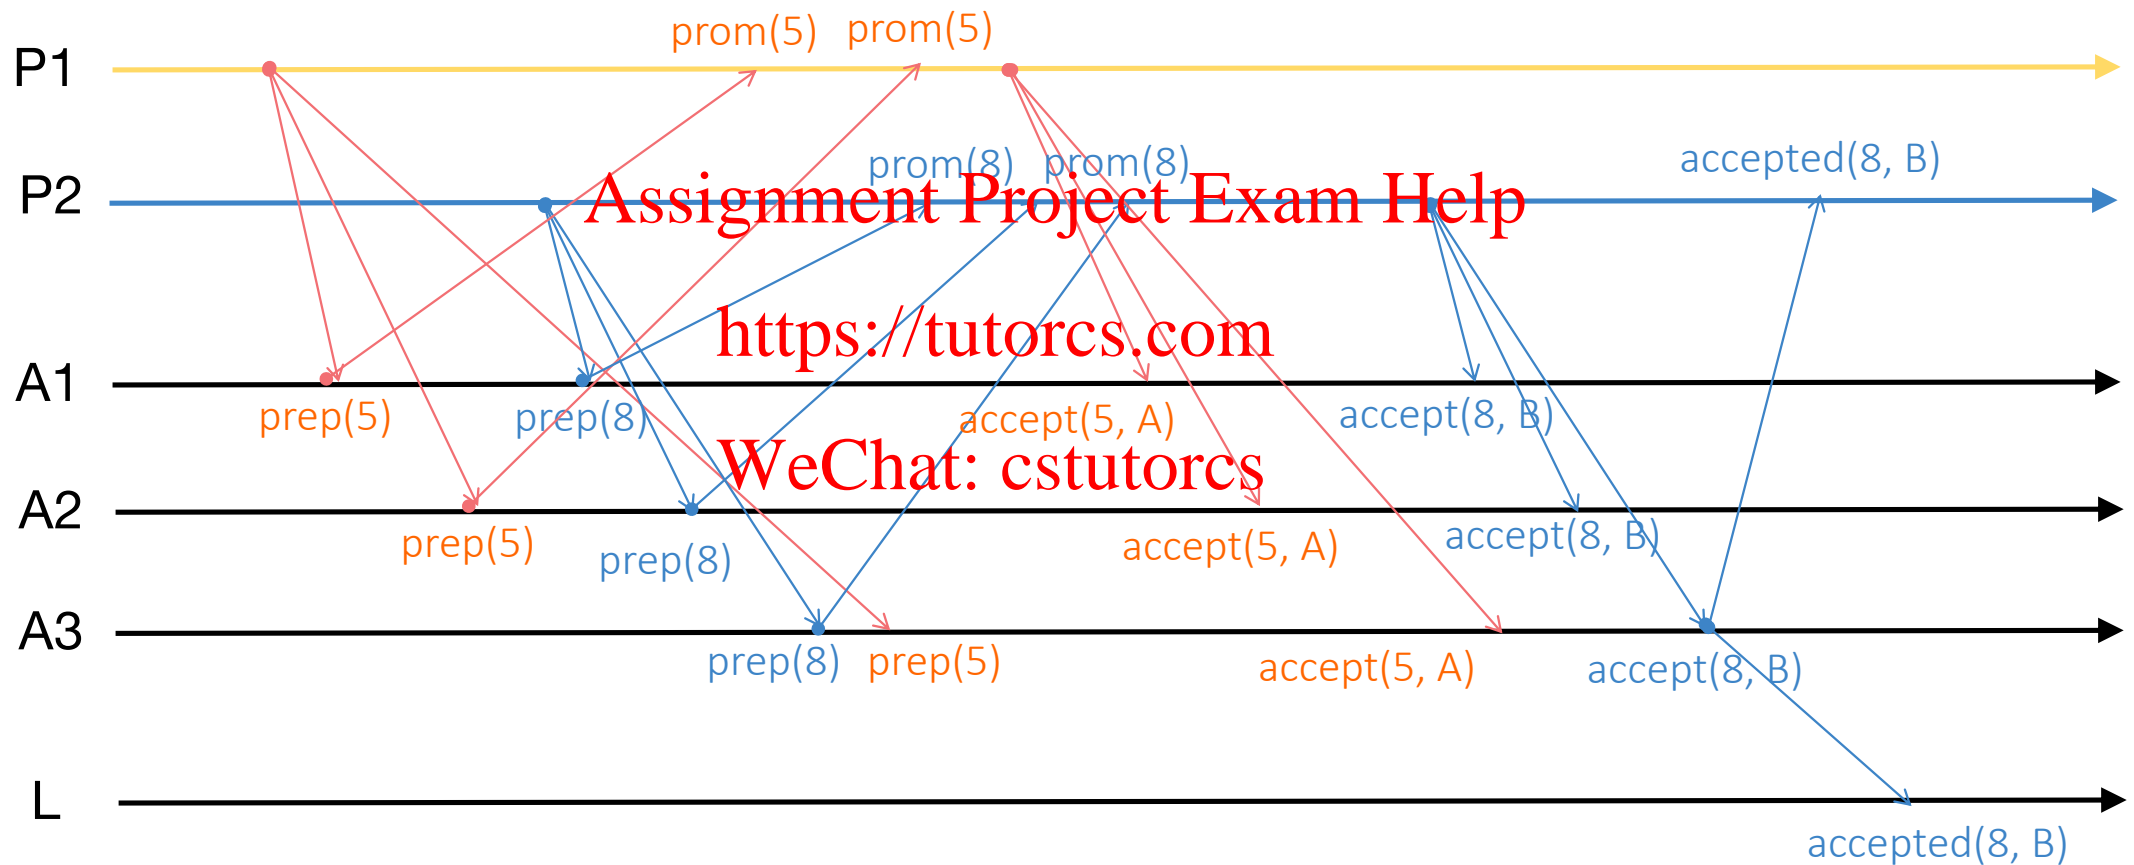 prom(5) prom(5)
P1
prom(8) prom(8) accepted(8, B)
P2
Assignment Project Exam Help
https://tutorcs.com
A1
prep(5) prep(8) accept(5, A) accept(8, B)
WeChat: cstutorcs
A2
prep(5) prep(8) accept(5, A) accept(8, B)
A3
prep(8) prep(5) accept(5, A) accept(8, B)
L
accepted(8, B)